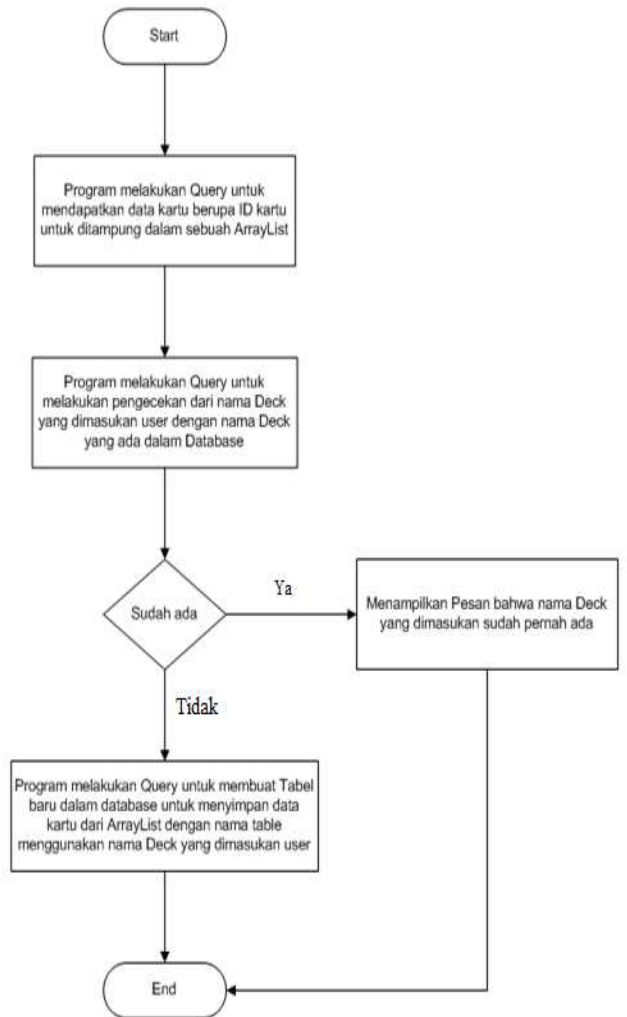 Start
Program melakukan Query untuk
mendapatkan data kartu berupa ID kartu
untuk ditampung dalam sebuah ArrayList
Program melakukan Query untuk
melakukan pengecekan dari nama Deck
yang dimasukan user dengan nama Deck
yang ada dalam Database
Sudah ada
Ya
Menampilkan Pesan bahwa nama Deck
yang dimasukan sudah pernah ada
Tidak
Program melakukan Query untuk membuat Tabel
baru dalam database untuk menyimpan data
kartu dari ArrayList dengan nama table
menggunakan nama Deck yang dimasukan user
End